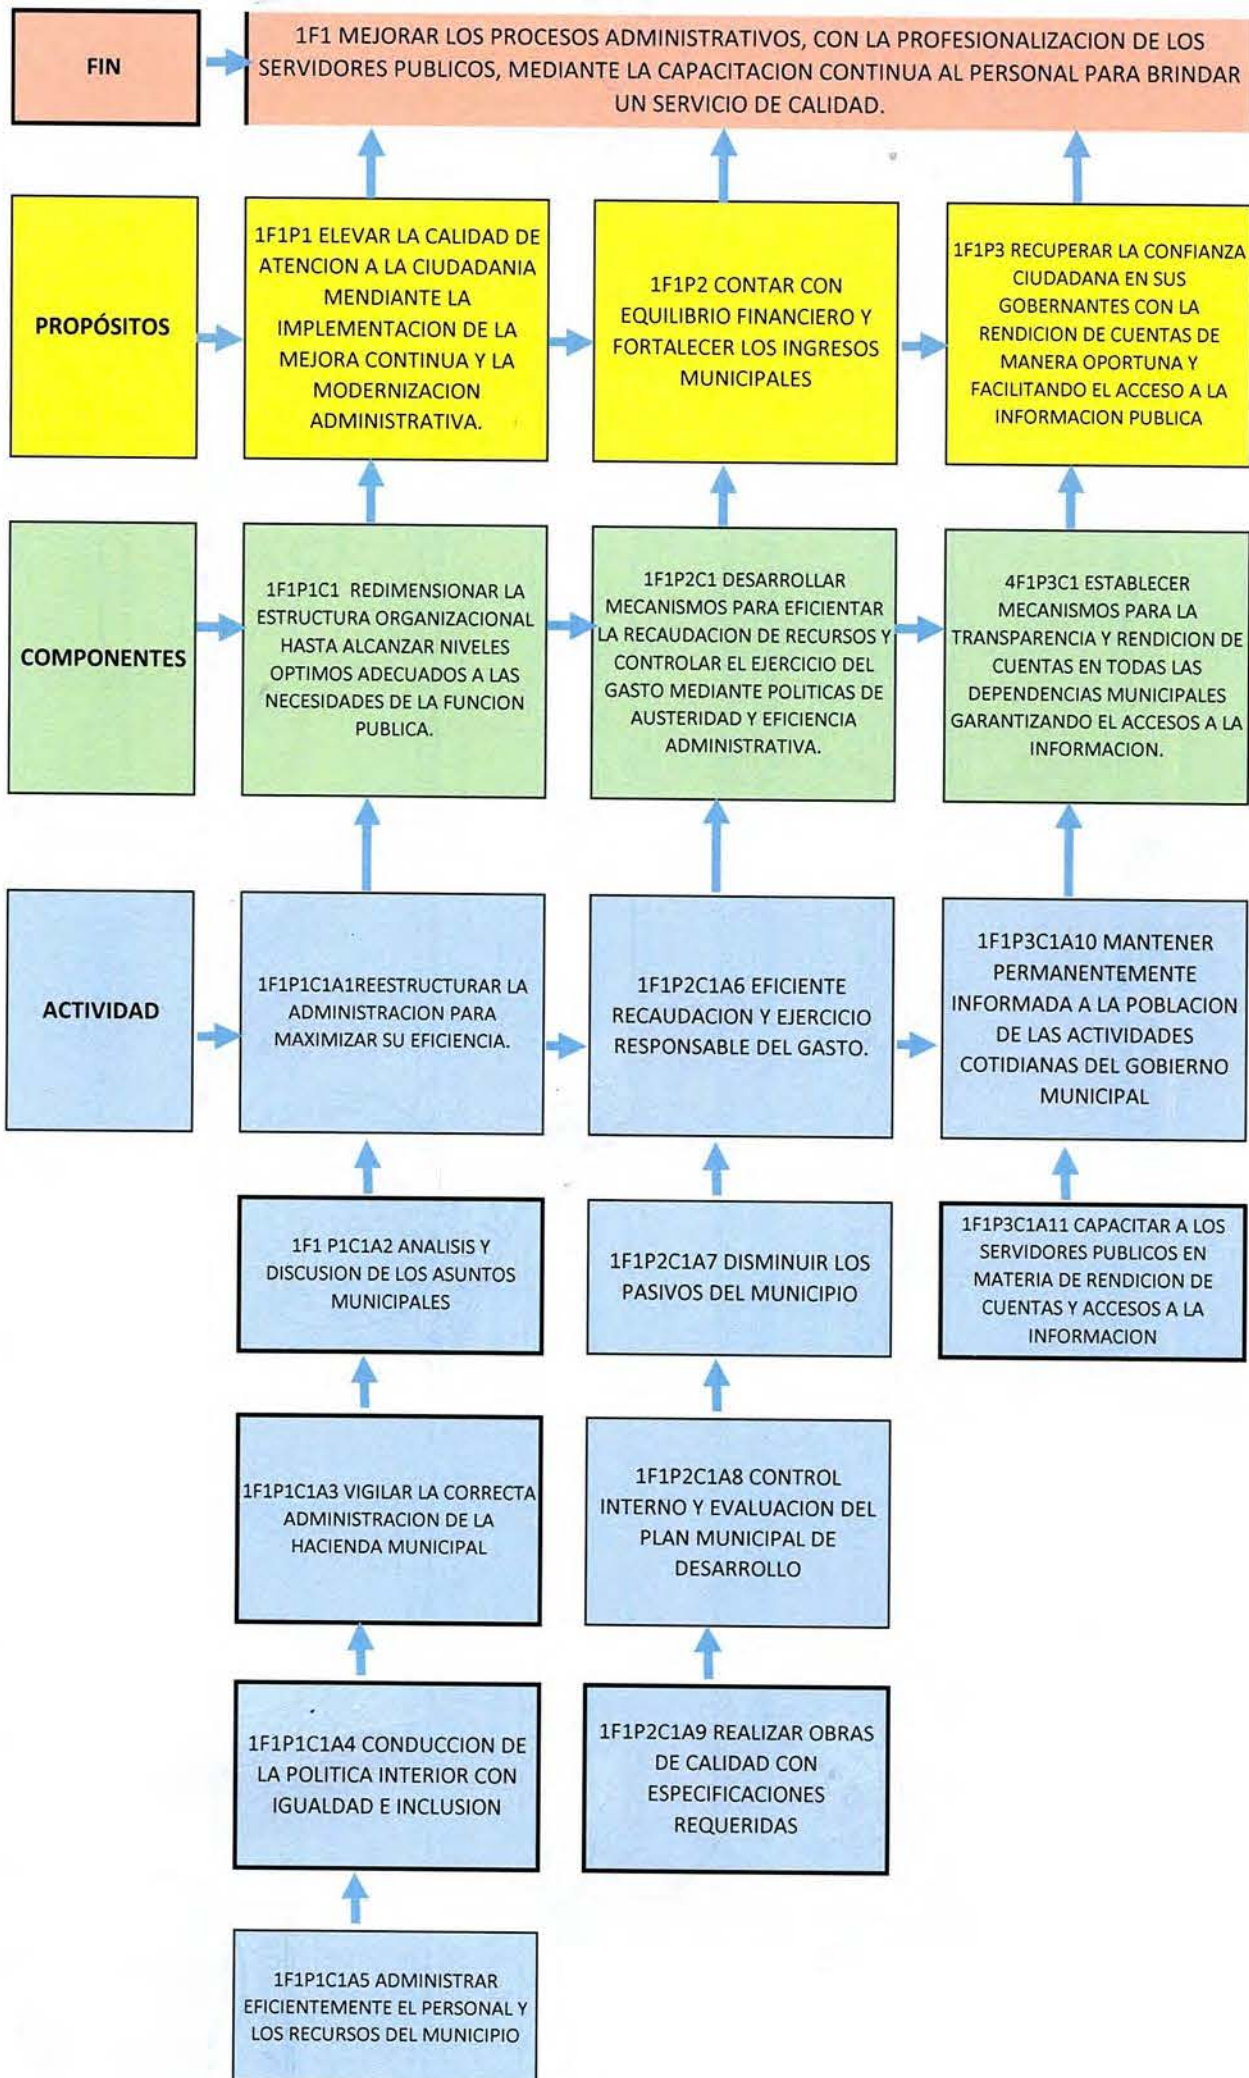 FIN
1F1 MEJORAR LOS PROCESOS ADMINISTRATIVOS, CON LA PROFESIONALIZACION DE LOS
SERVIDORES PUBLICOS, MEDIANTE LA CAPACITACION CONTINUA AL PERSONAL PARA BRINDAR
UN SERVICIO DE CALIDAD.
PROPÓSITOS
1F1P1 ELEVAR LA CALIDAD DE
ATENCION A LA CIUDADANIA
MENDIANTE LA
IMPLEMENTACION DE LA
MEJORA CONTINUA Y LA
MODERNIZACION
ADMINISTRATIVA.
1F1P2 CONTAR CON
EQUILIBRIO FINANCIERO Y
FORTALECER LOS INGRESOS
MUNICIPALES
1F1P3 RECUPERAR LA CONFIANZA
CIUDADANA EN SUS
GOBERNANTES CON LA
RENDICION DE CUENTAS DE
MANERA OPORTUNA Y
FACILITANDO EL ACCESO A LA
INFORMACION PUBLICA
COMPONENTES
1F1P1C1 REDIMENSIONAR LA
ESTRUCTURA ORGANIZACIONAL
HASTA ALCANZAR NIVELES
OPTIMOS ADECUADOS A LAS
NECESIDADES DE LA FUNCION
PUBLICA.
1F1P2C1 DESARROLLAR
MECANISMOS PARA EFICIENTAR
LA RECAUDACION DE RECURSOS Y
CONTROLAR EL EJERCICIO DEL
GASTO MEDIANTE POLITICAS DE
AUSTERIDAD Y EFICIENCIA
ADMINISTRATIVA.
4F1P3C1 ESTABLECER
MECANISMOS PARA LA
TRANSPARENCIA Y RENDICION DE
CUENTAS EN TODAS LAS
DEPENDENCIAS MUNICIPALES
GARANTIZANDO EL ACCESOS A LA
INFORMACION.
ACTIVIDAD
1F1P1C1A1REESTRUCTURAR LA
ADMINISTRACION PARA
MAXIMIZAR SU EFICIENCIA.
1F1P2C1A6 EFICIENTE
RECAUDACION Y EJERCICIO
RESPONSABLE DEL GASTO.
1F1P3C1A10 MANTENER
PERMANENTEMENTE
INFORMADA A LA POBLACION
DE LAS ACTIVIDADES
COTIDIANAS DEL GOBIERNO
MUNICIPAL
1F1 P1C1A2 ANALISIS Y
DISCUSION DE LOS ASUNTOS
MUNICIPALES
1F1P2C1A7 DISMINUIR LOS
PASIVOS DEL MUNICIPIO
1F1P3C1A11 CAPACITAR A LOS
SERVIDORES PUBLICOS EN
MATERIA DE RENDICION DE
CUENTAS Y ACCESOS A LA
INFORMACION
1F1P1C1A3 VIGILAR LA CORRECTA
ADMINISTRACION DE LA
HACIENDA MUNICIPAL
1F1P2C1A8 CONTROL
INTERNO Y EVALUACION DEL
PLAN MUNICIPAL DE
DESARROLLO
1F1P1C1A4 CONDUCCION DE
LA POLITICA INTERIOR CON
IGUALDAD E INCLUSION
1F1P2C1A9 REALIZAR OBRAS
DE CALIDAD CON
ESPECIFICACIONES
REQUERIDAS
1F1P1C1A5 ADMINISTRAR
EFICIENTEMENTE EL PERSONAL Y
LOS RECURSOS DEL MUNICIPIO